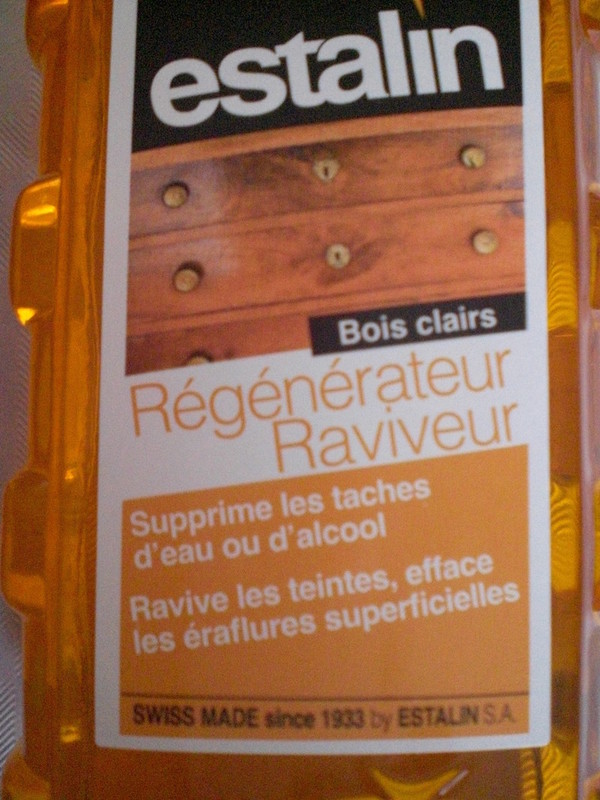 estalin
Bois clairs
Régénérateur
Raviveur
Supprime les taches
d'eau ou d'alcool
Ravive les teintes, efface
les éraflures superficielles
SWISS MADE since 1933 by ESTALIN S.A.